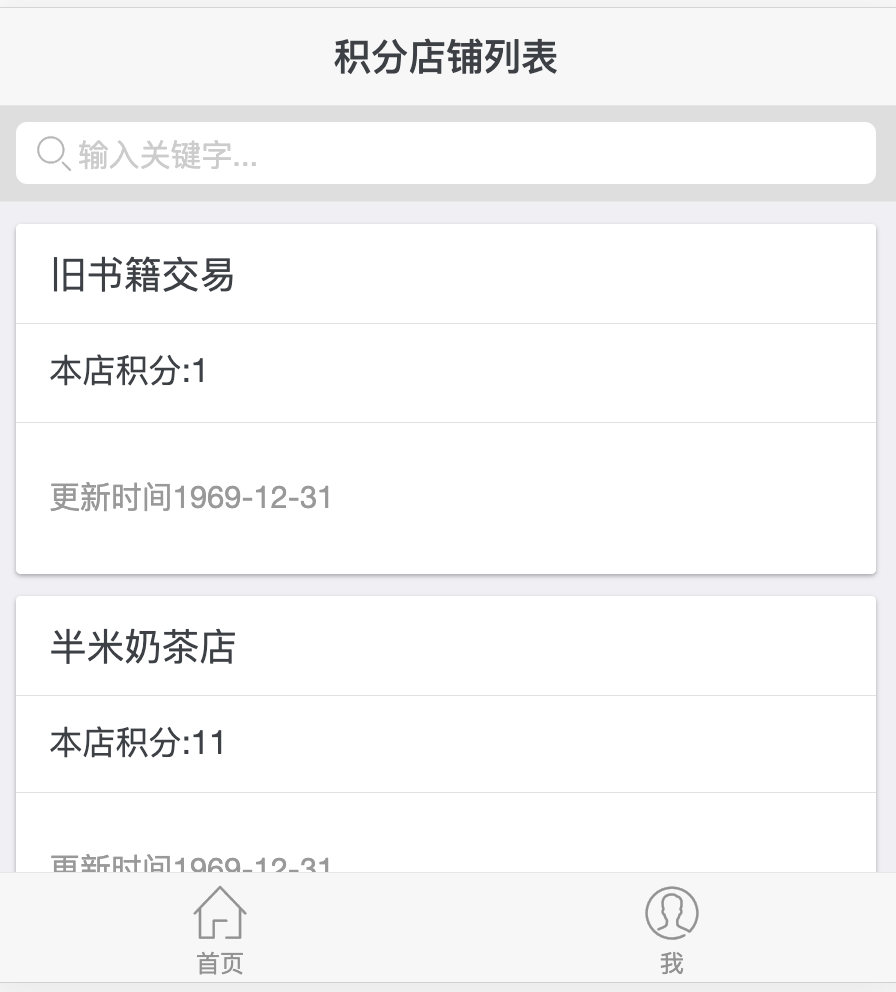 积分店铺列表
输入关键字...
旧书籍交易
本店积分:1
更新时间1969-12-31
半米奶茶店
本店积分:11
更新时间1969-12-31
首页
我